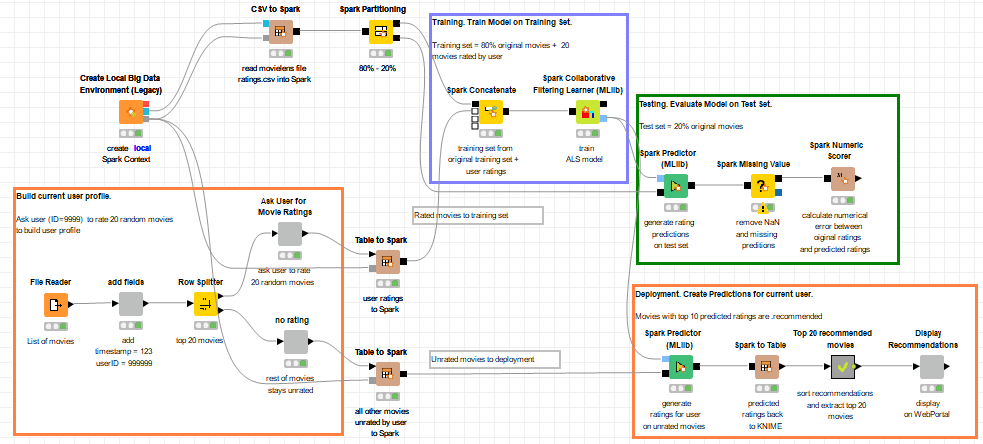 CSV to Spark
Spark Partitioning
read movielens file
ratings.csv into Spark
80% - 20%
Create Local Big Data
Environment (Legacy)
create local
Spark Context
Training. Train Model on Training Set.
Training set = 80% original movies + 20
movies rated by user
Spark Concatenate
Spark Collaborative
Filtering Learner (MLlib)
training set from
original training set +
user ratings
train
ALS model
Testing. Evaluate Model on Test Set.
Test set = 20% original movies
Spark Predictor
(MLlib)
Spark Missing Value
Spark Numeric
Scorer
generate rating
predictions
on test set
remove NaN
and missing
preditions
calculate numerical
error between
original ratings
and predicted ratings
Build current user profile.
Ask user (ID=9999) to rate 20 random movies
to build user profile
Ask User for
Movie Ratings
ask user to rate
20 random movies
File Reader
List of movies
add fields
add
timestamp = 123
userID = 999999
Row Splitter
top 20 movies
no rating
rest of movies
stays unrated
Rated movies to training set
Table to Spark
user ratings
to Spark
Table to Spark
all other movies
unrated by user
to Spark
Unrated movies to deployment
Deployment. Create Predictions for current user.
Movies with top 10 predicted ratings are .recommended
Spark Predictor
(MLlib)
Spark to Table
Top 20 recommended
movies
Display
Recommendations
generate
ratings for user
on unrated movies
predicted
ratings back
to KNIME
sort recommendations
and extract top 20
movies
display
on WebPortal